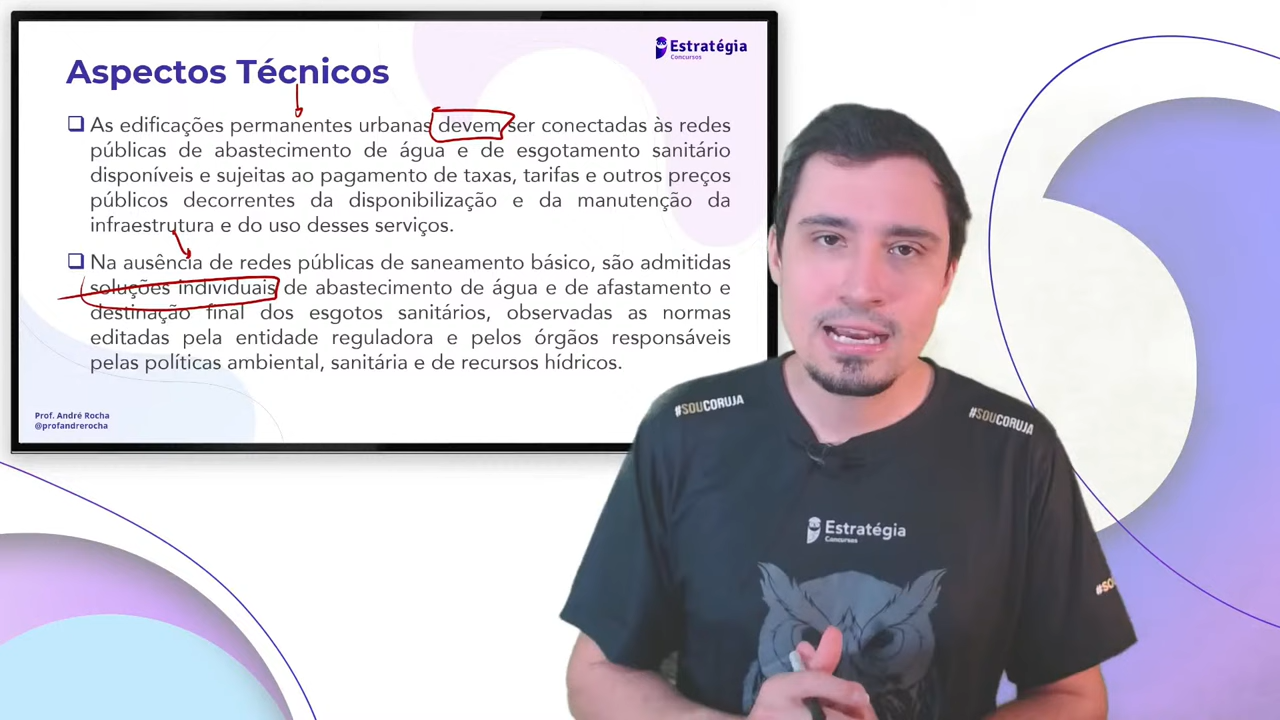 Estratégia
Concursos
Aspectos Técnicos
As edificações permanentes urbanas devem ser conectadas às redes
públicas de abastecimento de água e de esgotamento sanitário
disponíveis e sujeitas ao pagamento de taxas, tarifas e outros preços
públicos decorrentes da disponibilização e da manutenção da
infraestrutura e do uso desses serviços.
Na ausência de redes públicas de saneamento básico, são admitidas
soluções individuais de abastecimento de água e de afastamento e
destinação final dos esgotos sanitários, observadas as normas
editadas pela entidade reguladora e pelos órgãos responsáveis
pelas políticas ambiental, sanitária e de recursos hídricos.
Prof. André Rocha
@profandrerocha
#SOUCORUJA
#SOUCORUJA
Estratégia
Concursos
#SO